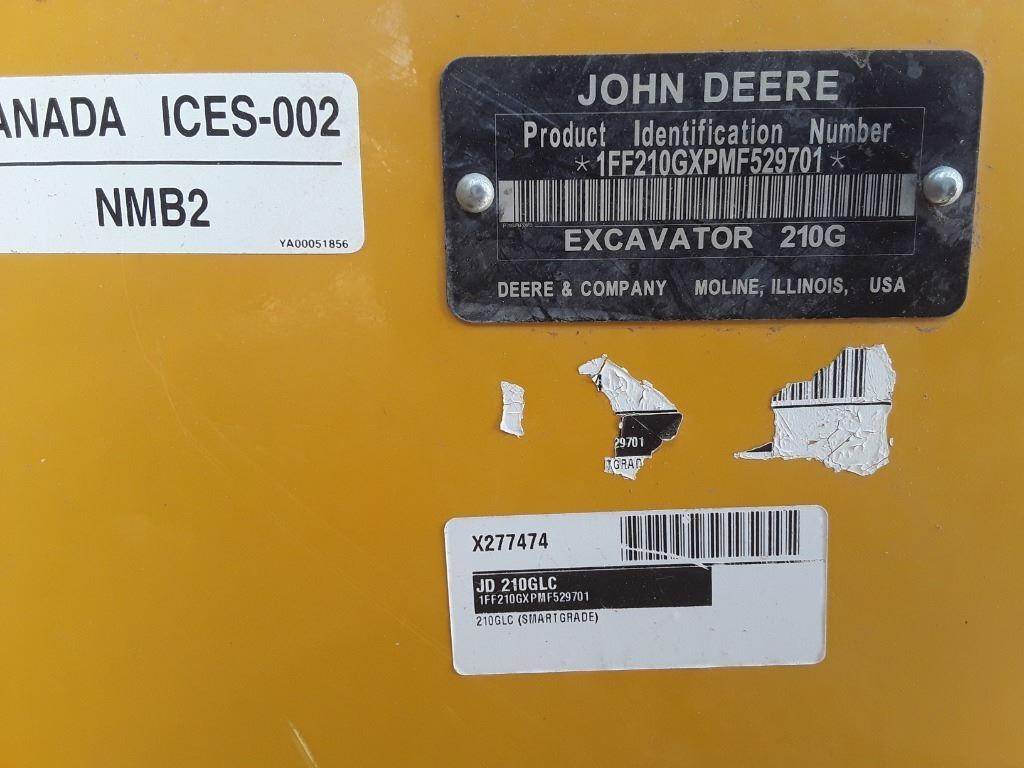 ANADA ICES-002
NMB2
YA00051856
JOHN DEERE
Product Identification Number
*1FF210GXPMF529701*
EXCAVATOR 210G
DEERE & COMPANY MOLINE, ILLINOIS, USA
29701
GRAD
X277474
JD 210GLC
1FF210GXPMF529701
210GLC (SMARTGRADE)